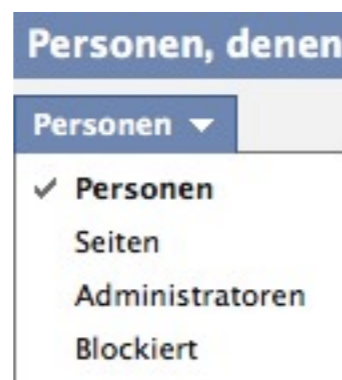 Personen, denen
Personen
Personen
Seiten
Administratoren
Blockiert